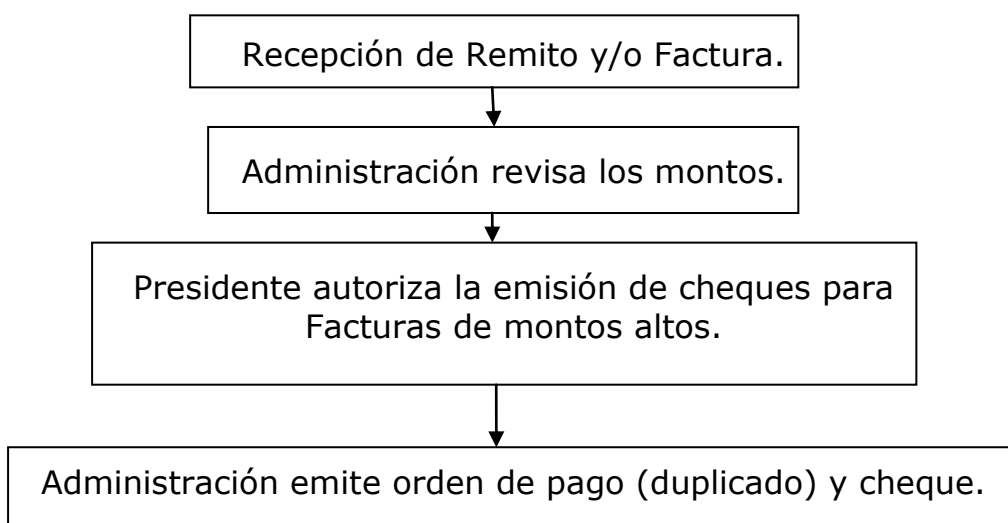 Recepción de Remito y/o Factura.
Administración revisa los montos.
Presidente autoriza la emisión de cheques para
Facturas de montos altos.
Administración emite orden de pago (duplicado) y cheque.